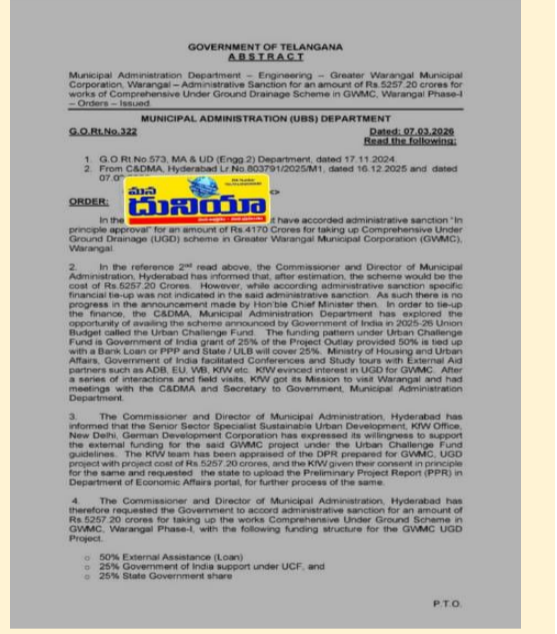 GOVERNMENT OF TELANGANA
A B S T R A C T
Municipal Administration Department – Engineering – Greater Warangal Municipal
Corporation, Warangal – Administrative Sanction for an amount of Rs.5257.20 crores for
works of Comprehensive Under Ground Drainage Scheme in GWMC, Warangal Phase-I
– Orders – Issued.
MUNICIPAL ADMINISTRATION (UBS) DEPARTMENT
G.O.Rt.No.322
Dated: 07.03.2026
Read the following:
1. G.O.Rt.No.573, MA & UD (Engg.2) Department, dated 17.11.2024.
2. From C&DMA, Hyderabad Lr No.803791/2025/M1, dated 16.12.2025 and dated
07.0
మన
దునియా
ORDER:
In the t have accorded administrative sanction "In
principle approval" for an amount of Rs.4170 Crores for taking up Comprehensive Under
Ground Drainage (UGD) scheme in Greater Warangal Municipal Corporation (GWMC),
Warangal.
2. In the reference 2nd read above, the Commissioner and Director of Municipal
Administration, Hyderabad has informed that, after estimation, the scheme would be the
cost of Rs.5257.20 Crores. However, while according administrative sanction specific
financial tie-up was not indicated in the said administrative sanction. As such there is no
progress in the announcement made by Hon'ble Chief Minister then. In order to tie-up
the finance, the C&DMA, Municipal Administration Department has explored the
opportunity of availing the scheme announced by Government of India in 2025-26 Union
Budget called the Urban Challenge Fund. The funding pattern under Urban Challenge
Fund is Government of India grant of 25% of the Project Outlay provided 50% is tied up
with a Bank Loan or PPP and State / ULB will cover 25%. Ministry of Housing and Urban
Affairs, Government of India facilitated Conferences and Study tours with External Aid
partners such as ADB, EU, WB, KfW etc. KfW evinced interest in UGD for GWMC. After
a series of interactions and field visits, KfW got its Mission to visit Warangal and had
meetings with the C&DMA and Secretary to Government, Municipal Administration
Department.
3. The Commissioner and Director of Municipal Administration, Hyderabad has
informed that the Senior Sector Specialist Sustainable Urban Development, KfW Office,
New Delhi, German Development Corporation has expressed its willingness to support
the external funding for the said GWMC project under the Urban Challenge Fund
guidelines. The KfW team has been appraised of the DPR prepared for GWMC, UGD
project with project cost of Rs.5257.20 crores, and the KfW given their consent in principle
for the same and requested the state to upload the Preliminary Project Report (PPR) in
Department of Economic Affairs portal, for further process of the same.
4. The Commissioner and Director of Municipal Administration, Hyderabad has
therefore requested the Government to accord administrative sanction for an amount of
Rs.5257.20 crores for taking up the works Comprehensive Under Ground Scheme in
GWMC, Warangal Phase-I, with the following funding structure for the GWMC UGD
Project.
o 50% External Assistance (Loan)
o 25% Government of India support under UCF, and
o 25% State Government share
P.T.O.